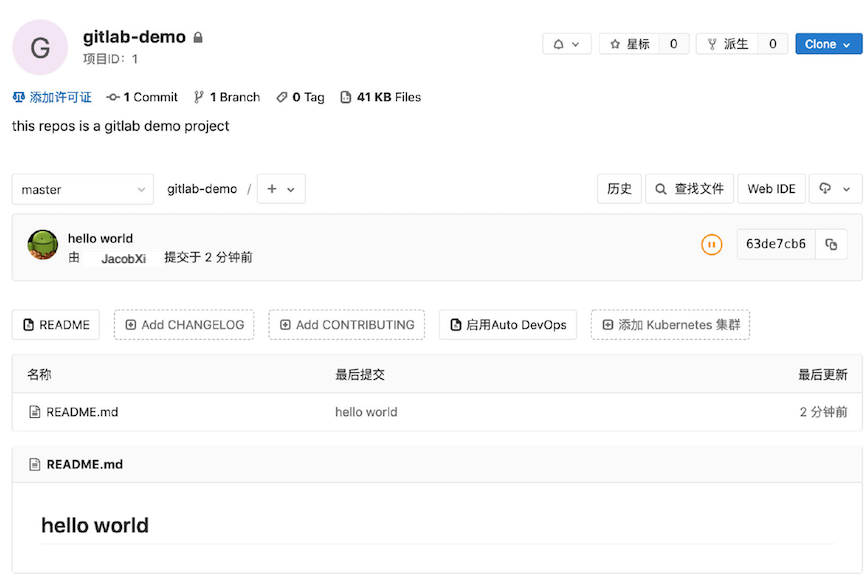 G
gitlab-demo
项目ID: 1
星标 0 派生 0 Clone
添加许可证 1 Commit 1 Branch 0 Tag 41 KB Files
this repos is a gitlab demo project
master gitlab-demo / + 历史 查找文件 Web IDE
hello world
由 JacobXi 提交于 2 分钟前
63de7cb6
README Add CHANGELOG Add CONTRIBUTING 启用Auto DevOps 添加 Kubernetes 集群
名称 最后提交 最后更新
README.md hello world 2 分钟前
README.md
hello world